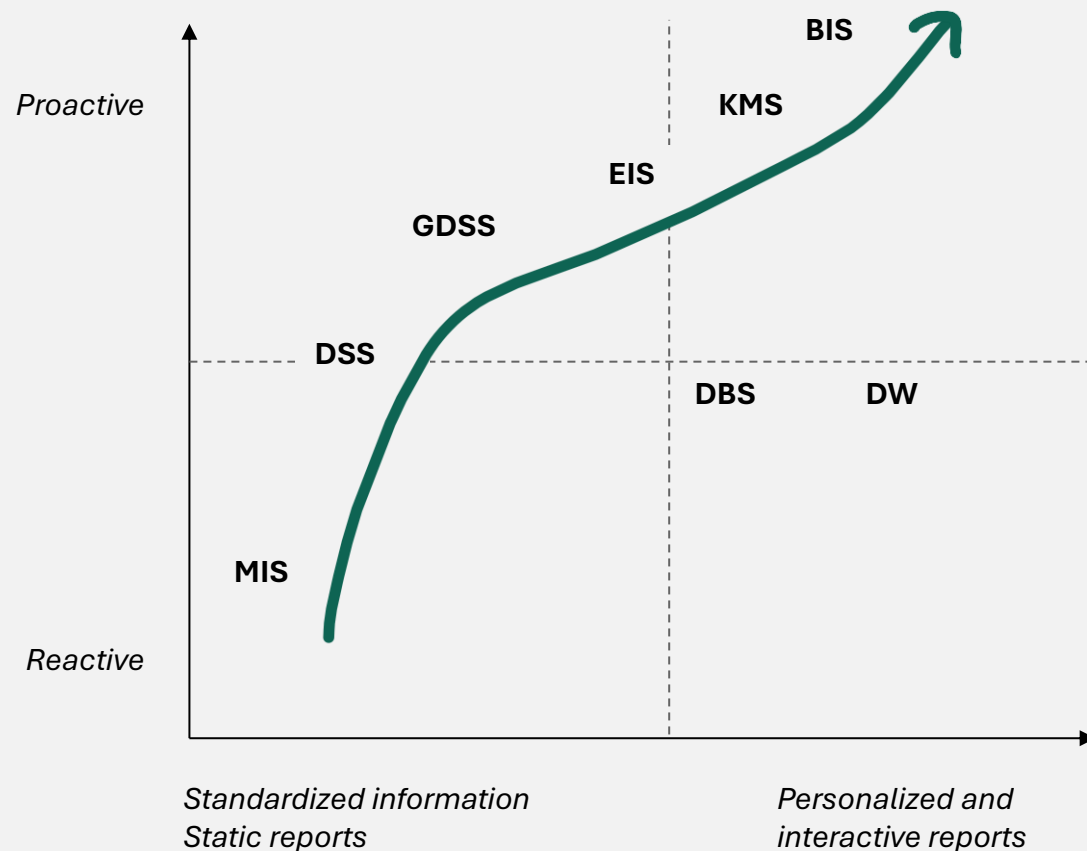 BIS
Proactive
KMS
EIS
GDSS
DSS
DBS DW
MIS
Reactive
Standardized information
Static reports
Personalized and
interactive reports